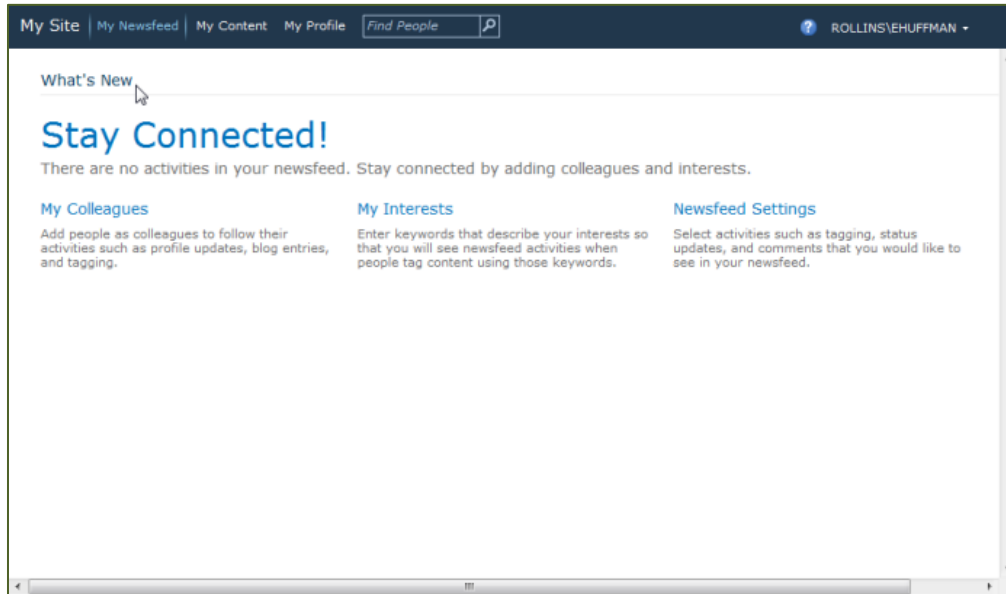 My Site My Newsfeed My Content My Profile Find People ROLLINS\EHUFFMAN
What's New
Stay Connected!
There are no activities in your newsfeed. Stay connected by adding colleagues and interests.
My Colleagues
Add people as colleagues to follow their
activities such as profile updates, blog entries,
and tagging.
My Interests
Enter keywords that describe your interests so
that you will see newsfeed activities when
people tag content using those keywords.
Newsfeed Settings
Select activities such as tagging, status
updates, and comments that you would like to
see in your newsfeed.